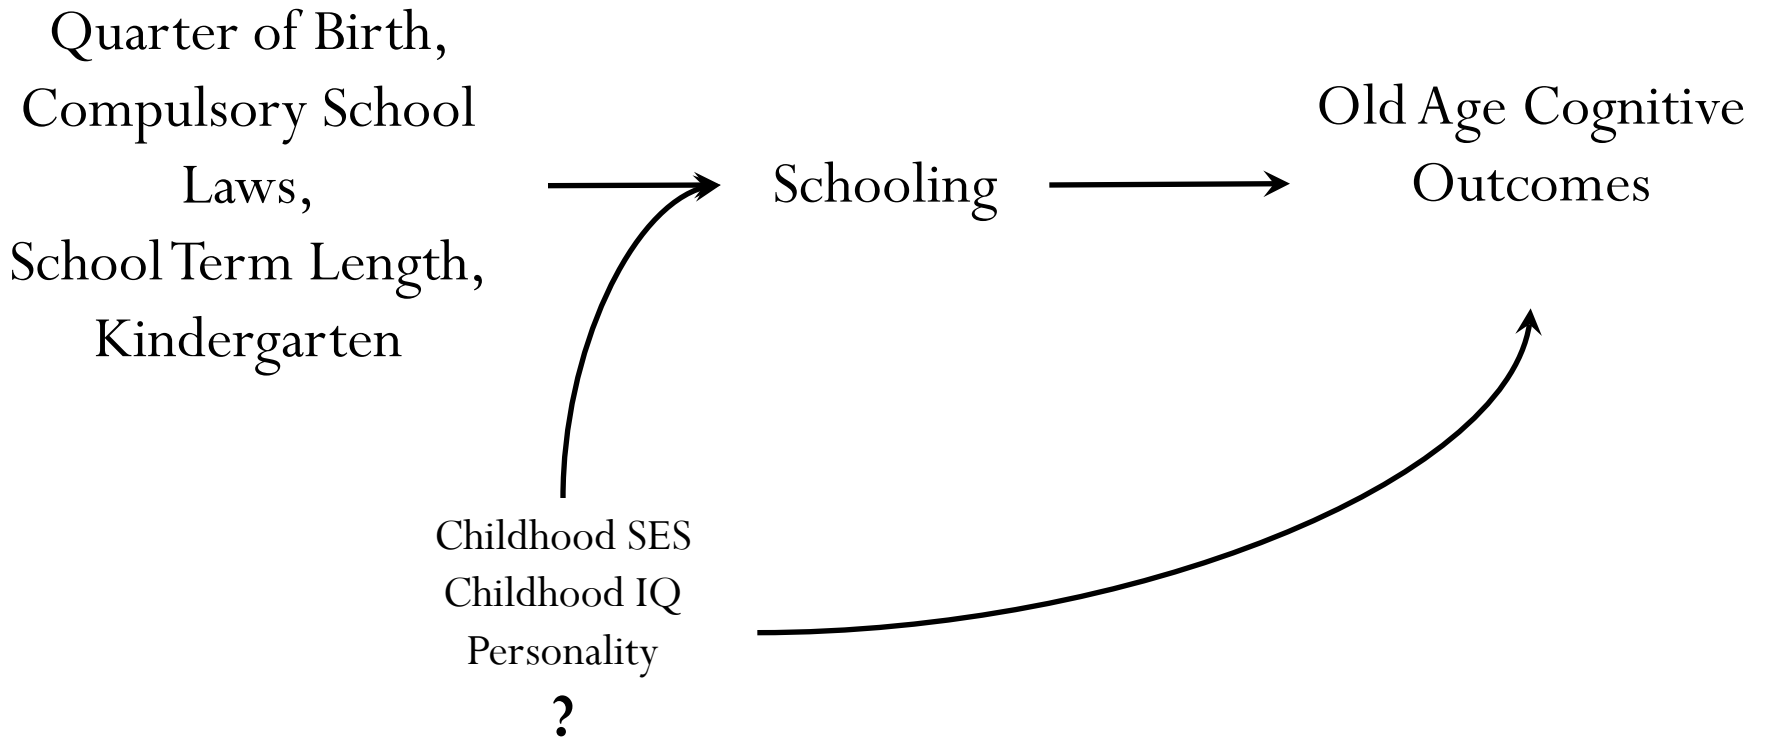 Quarter of Birth,
Compulsory School
Laws,
School Term Length,
Kindergarten
Schooling
Old Age Cognitive
Outcomes
Childhood SES
Childhood IQ
Personality
?